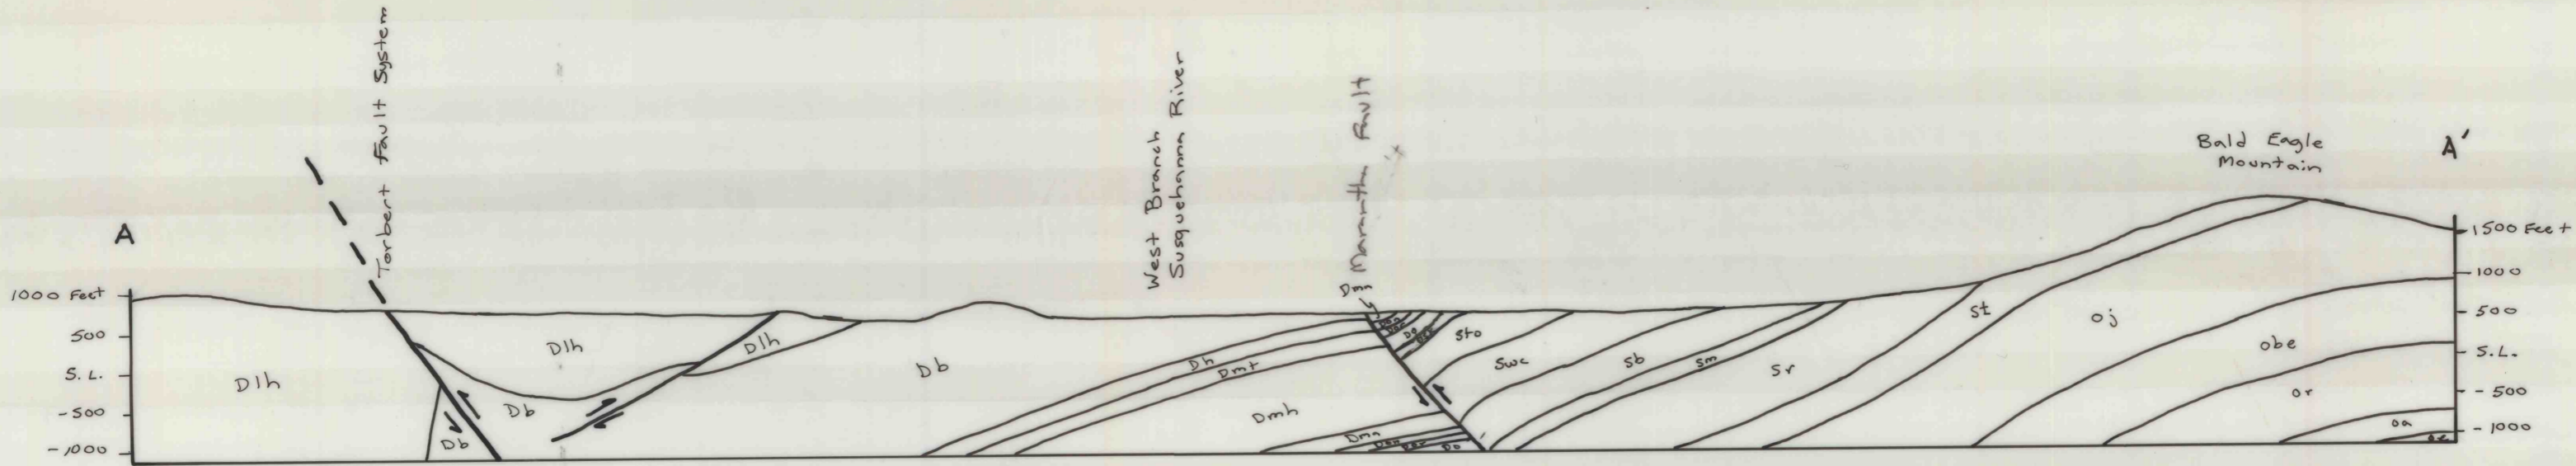 Torbert Fault System
West Branch
Susquehanna River
Maranatha Fault
Bald Eagle
Mountain
A
A'
1500 Feet
1000
500
S.L.
-500
-1000
1000 Feet
500
S.L.
-500
-1000
Dlh
Db
Dlh
Db
Dlh
Db
Dh
Dmt
Dmh
Dmn
Do
Dmn
Do
Sto
Swc
Sb
Sm
Sr
St
Oj
Obe
Or
Oa